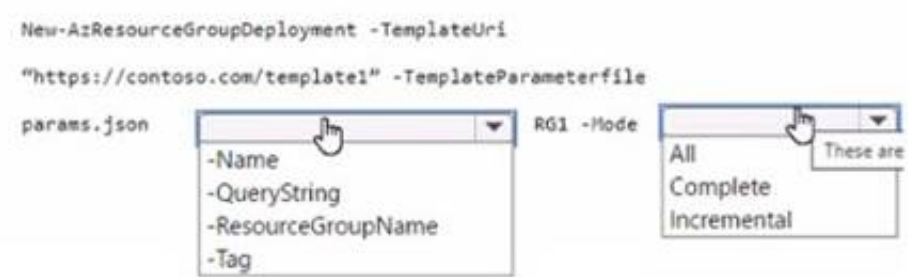 New-AzResourceGroupDeployment -TemplateUri
“https://contoso.com/template1” -TemplateParameterfile
params.json RG1 -Mode
-Name
-QueryString
-ResourceGroupName
-Tag
All
Complete
Incremental
These are